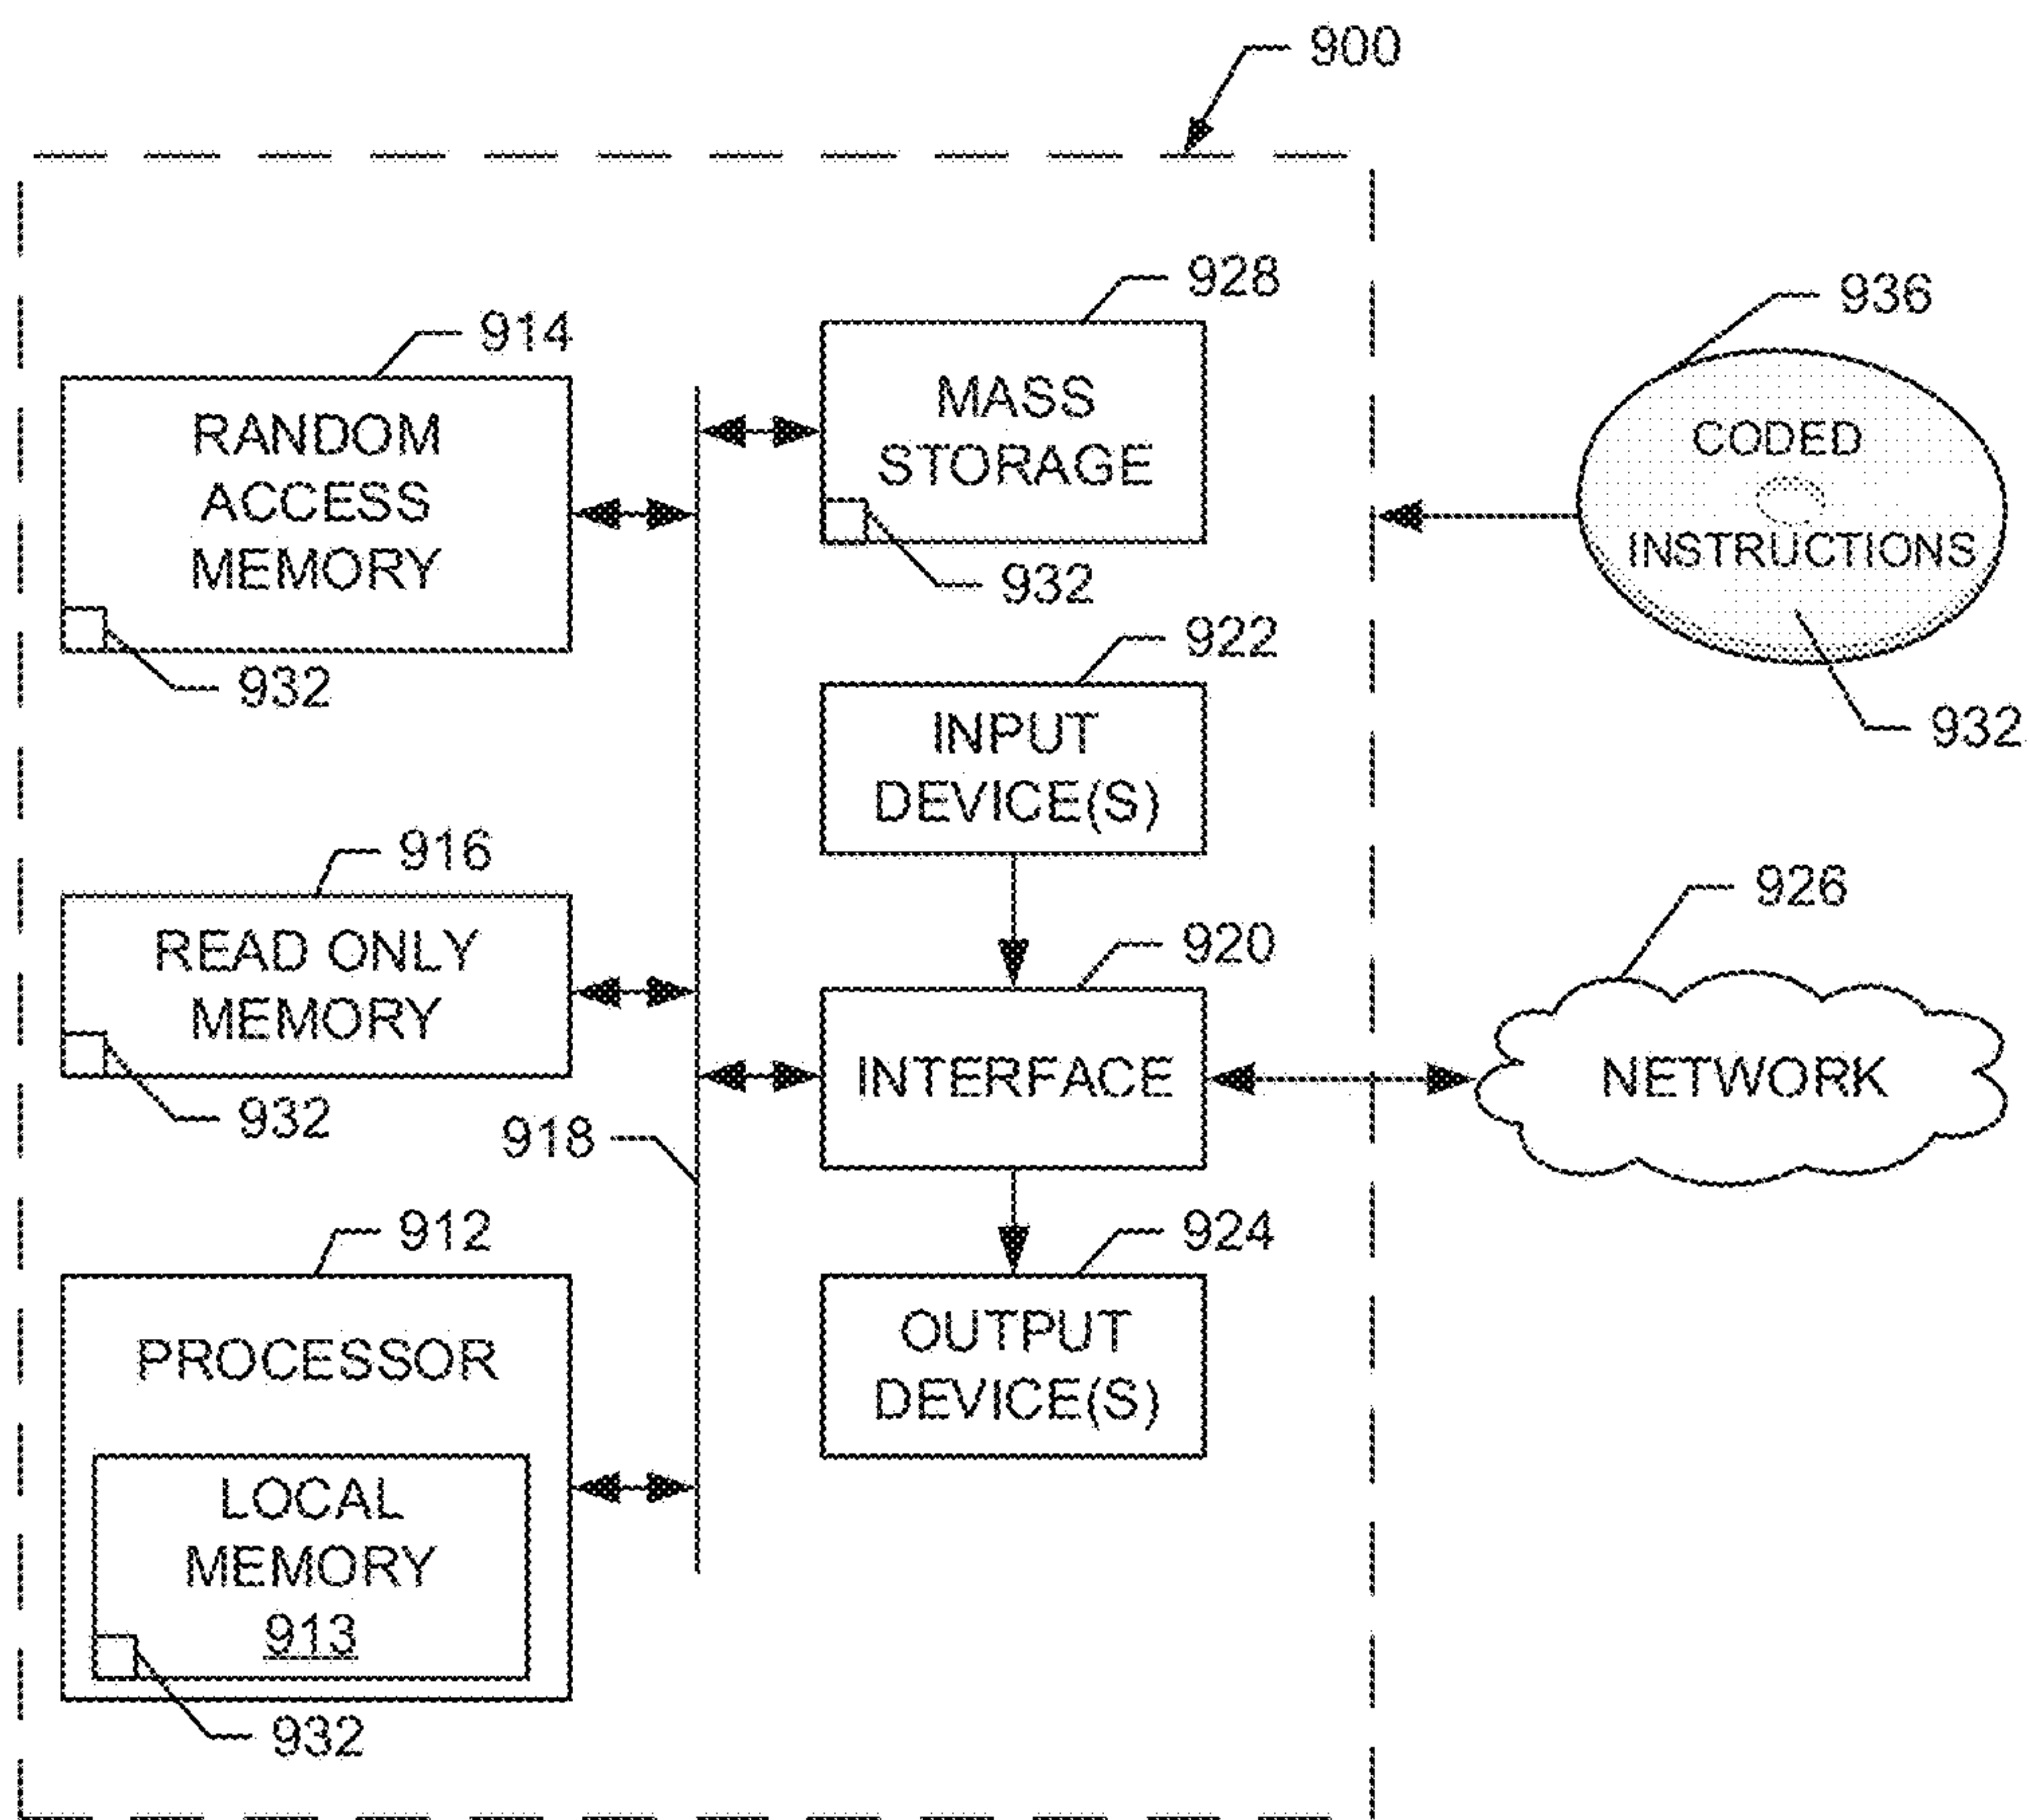 900
928
936
914
MASS
STORAGE
RANDOM
ACCESS
MEMORY
CODED
INSTRUCTIONS
932
932
932
922
INPUT
DEVICE(S)
916
926
READ ONLY
MEMORY
920
932
INTERFACE
NETWORK
918
912
924
PROCESSOR
OUTPUT
DEVICE(S)
LOCAL
MEMORY
913
932